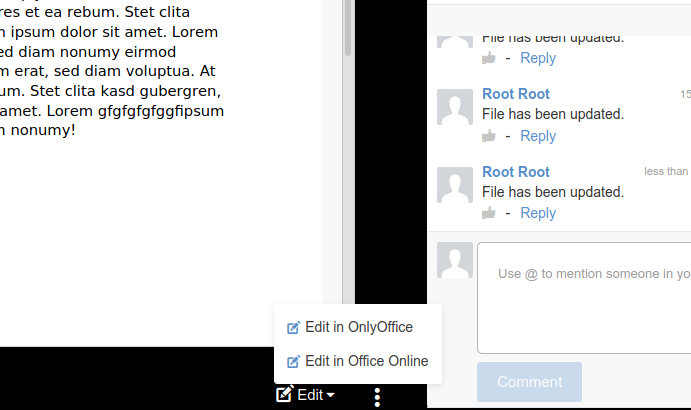 res et ea rebum. Stet clita
ipsum dolor sit amet. Lorem
ed diam nonumy eirmod
erat, sed diam voluptua. At
um. Stet clita kasd gubergren,
amet. Lorem gfgfgfgfggfipsum
nonumy!
File has been updated.
- Reply
Root Root
15
File has been updated.
- Reply
Root Root
less than
File has been updated.
- Reply
Use @ to mention someone in yo
Comment
Edit in OnlyOffice
Edit in Office Online
Edit